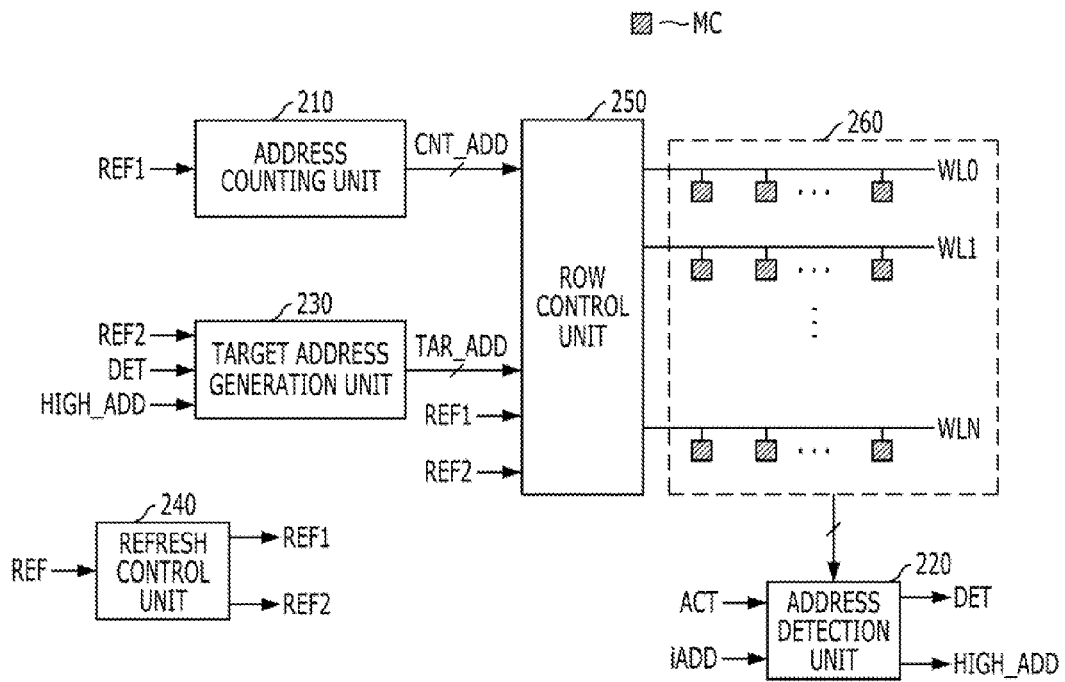 MC
210
ADDRESS
COUNTING UNIT
REF1
CNT_ADD
250
ROW
CONTROL
UNIT
260
WL0
WL1
WLN
230
REF2
DET
HIGH_ADD
TARGET ADDRESS
GENERATION UNIT
TAR_ADD
REF1
REF2
240
REF
REFRESH
CONTROL
UNIT
REF1
REF2
220
ACT
iADD
ADDRESS
DETECTION
UNIT
DET
HIGH_ADD